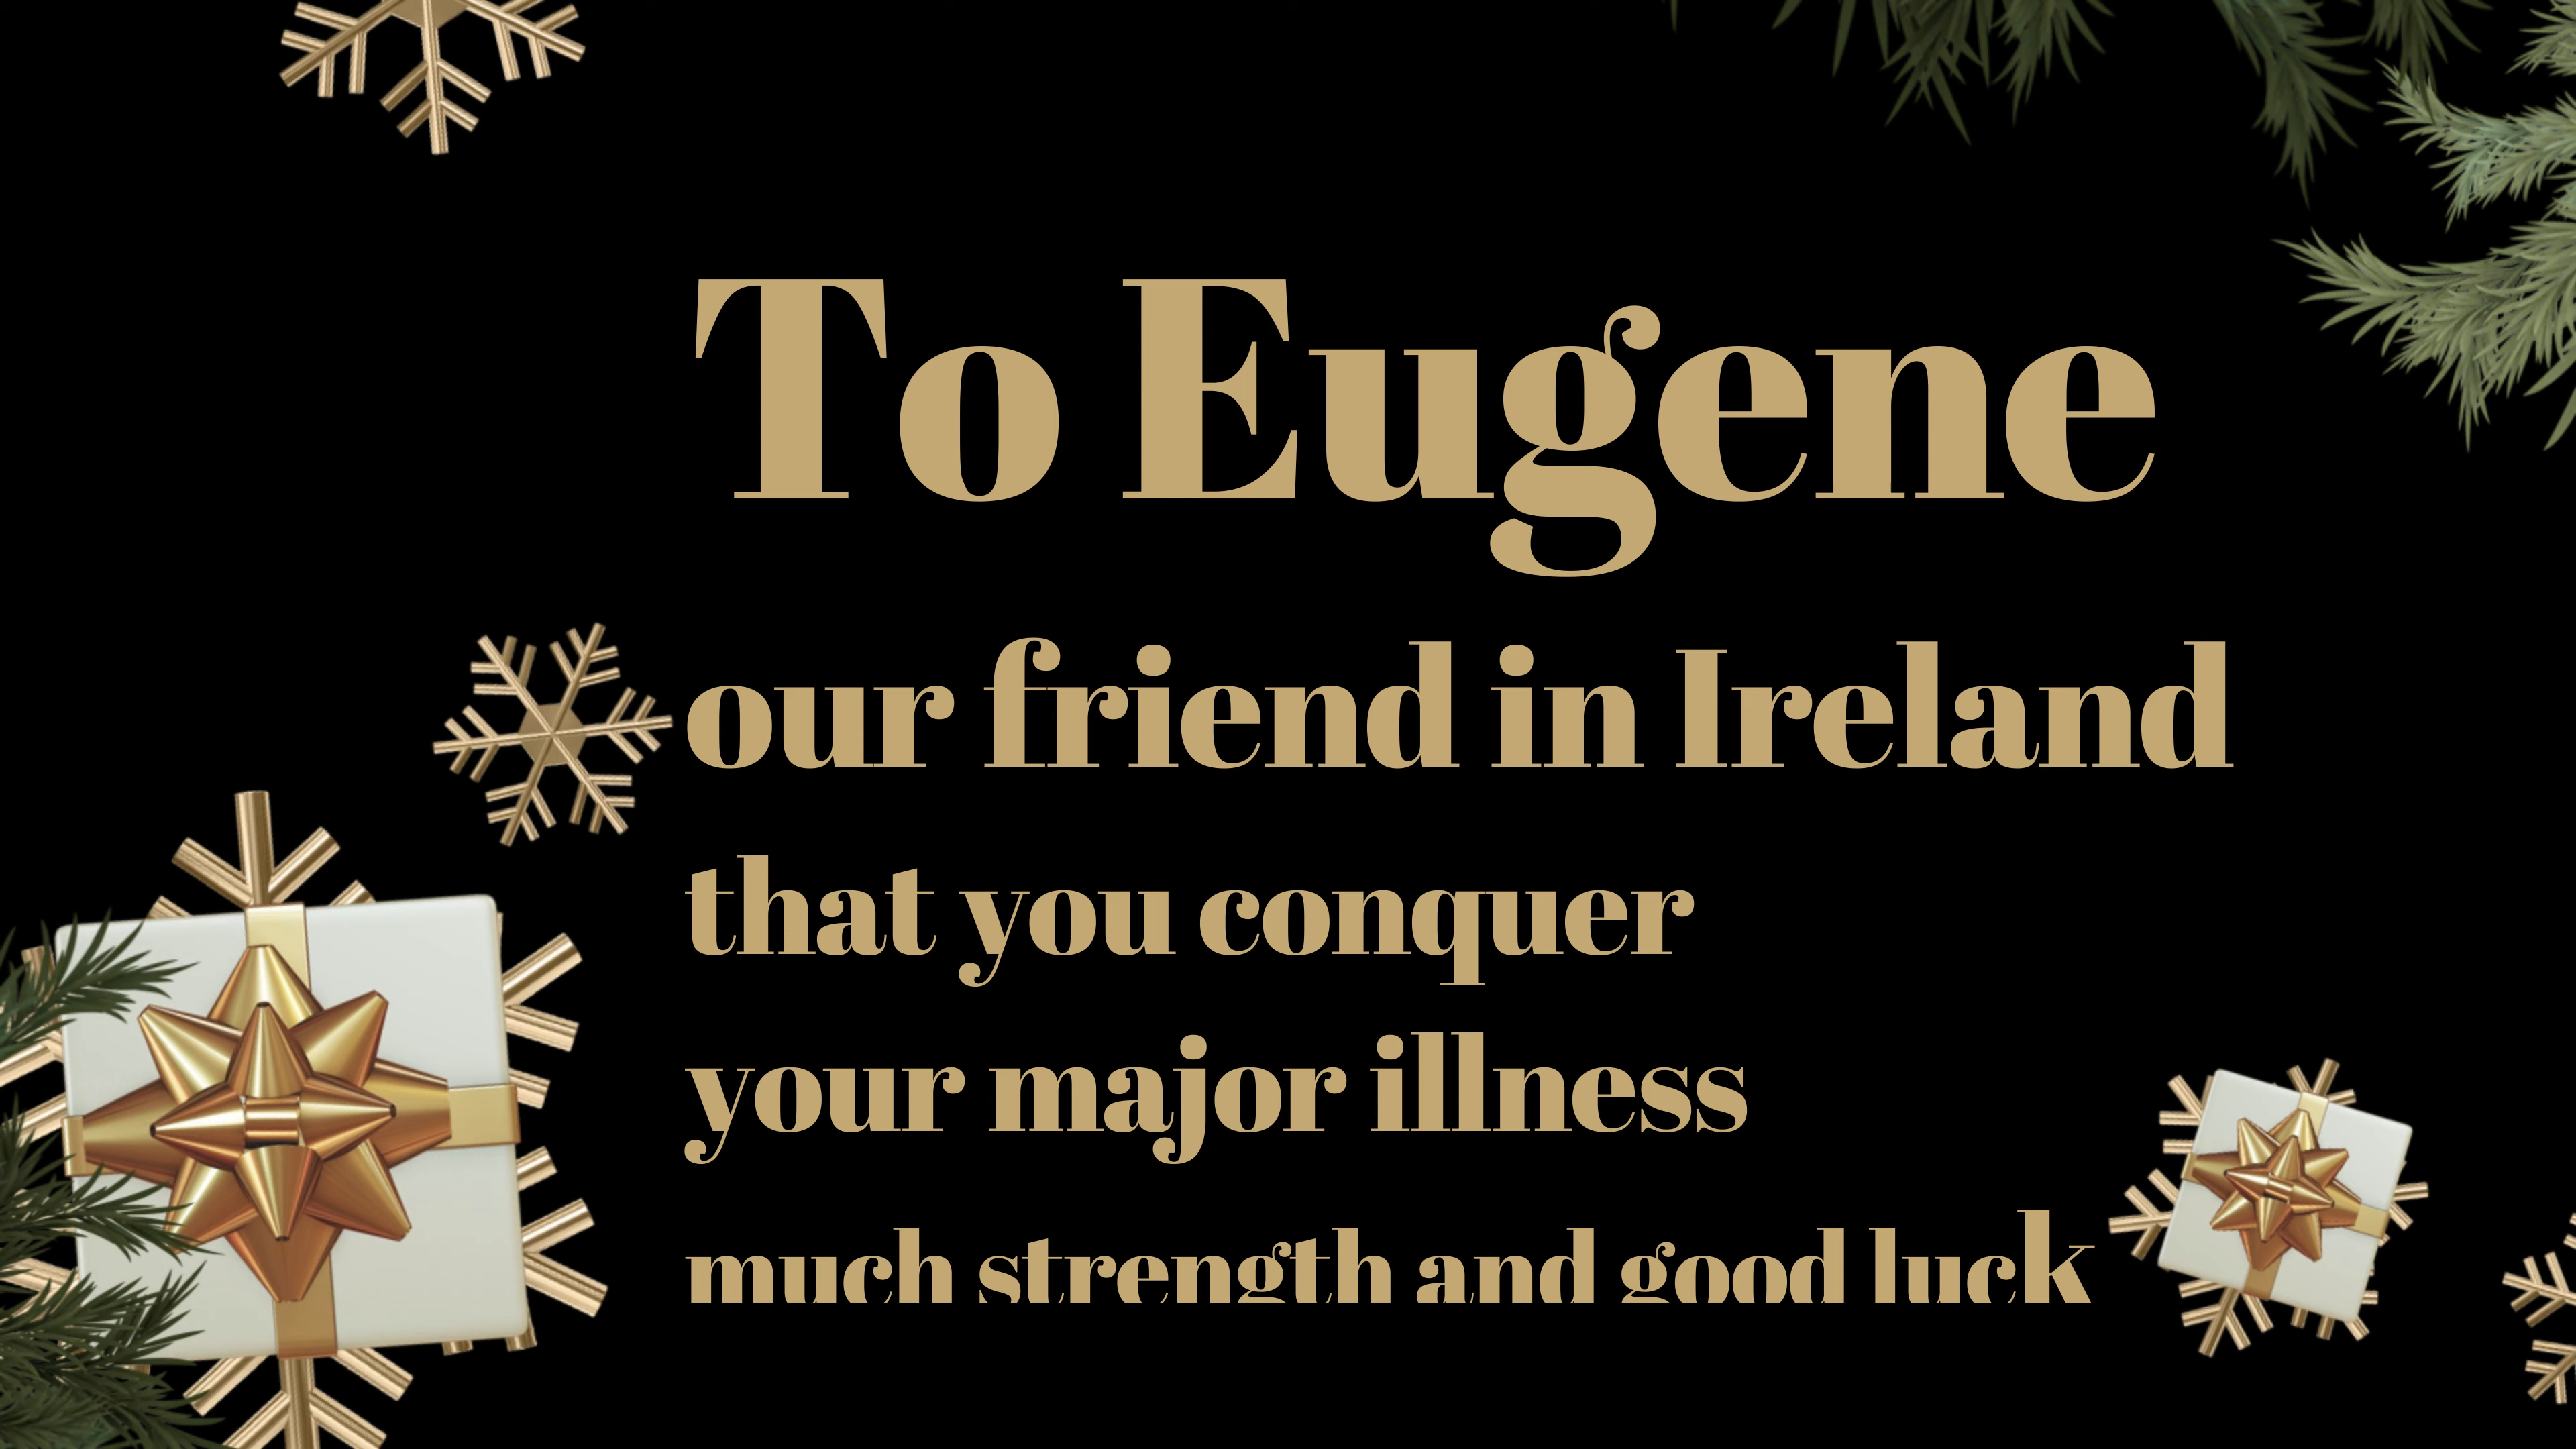 To Eugene
our friend in Ireland
that you conquer
your major illness
much strength and good luck